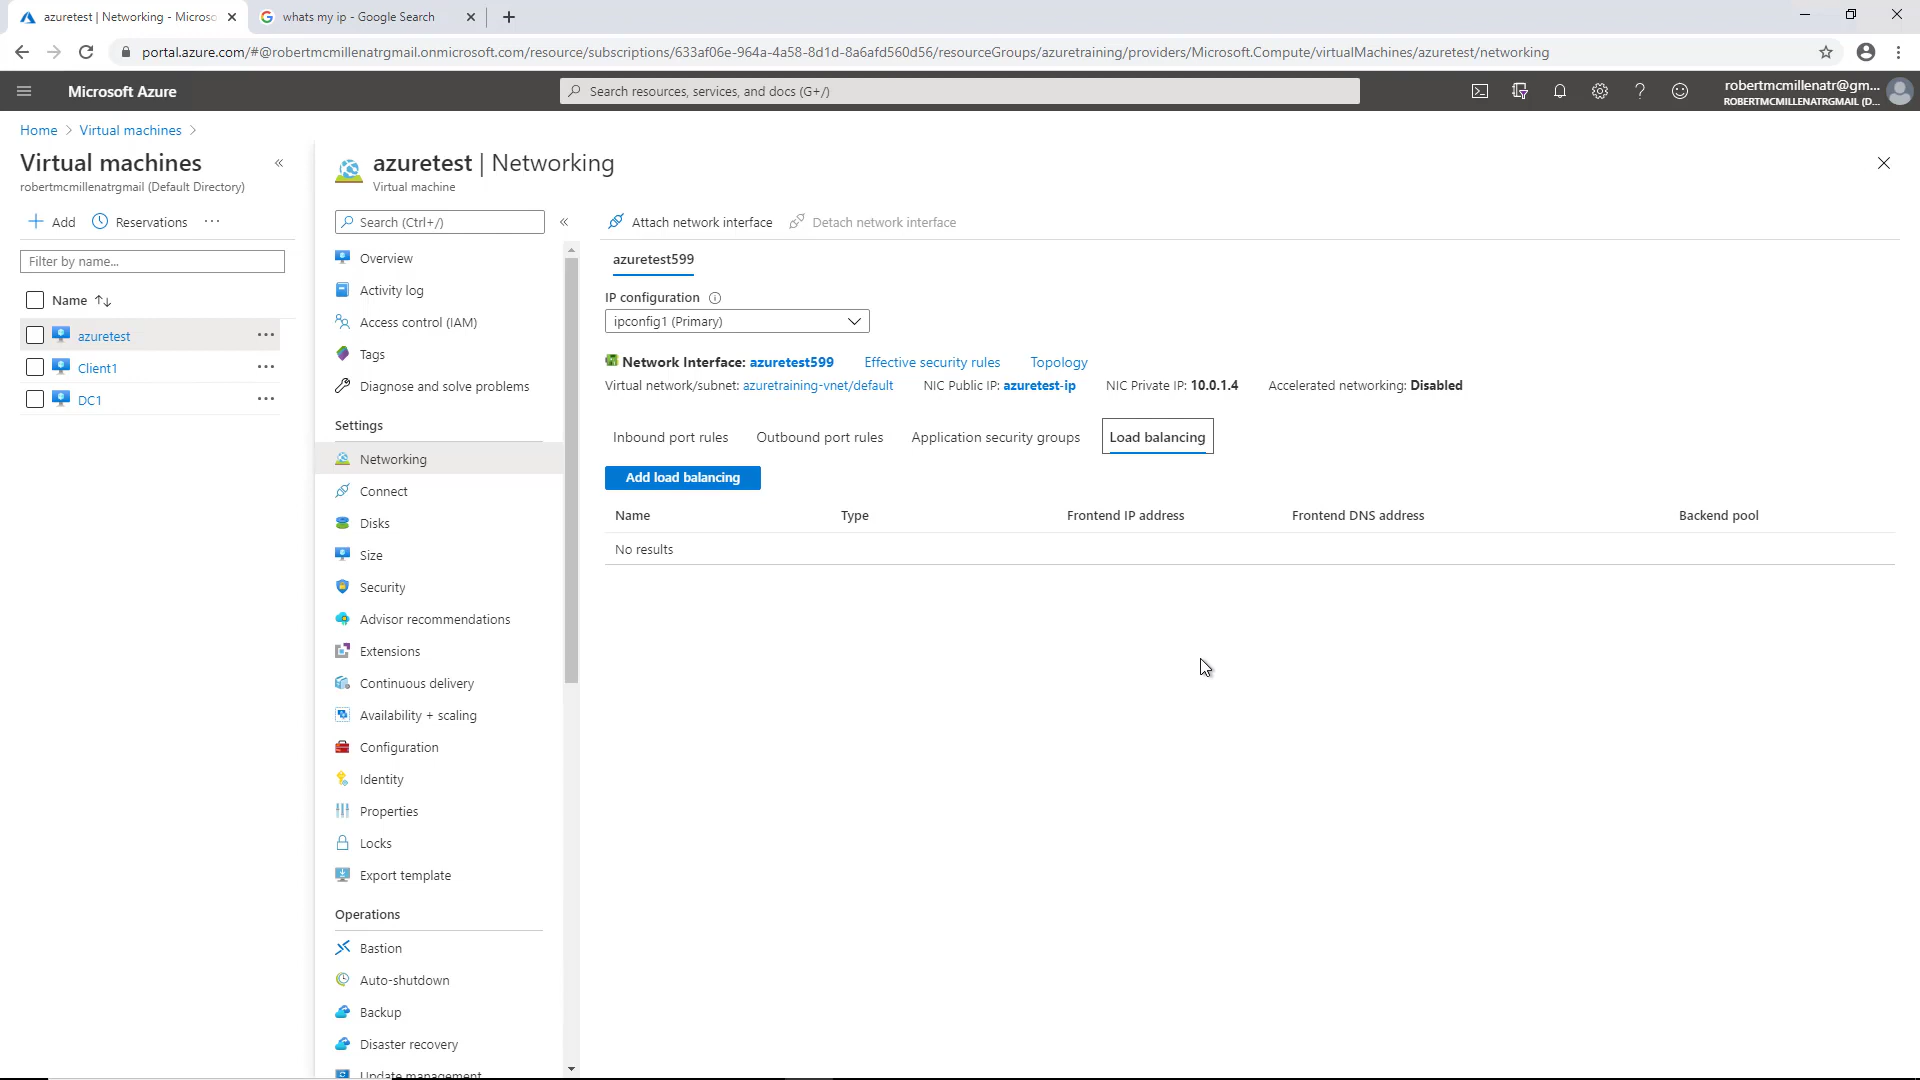 azuretest | Networking - Microso
whats my ip - Google Search
portal.azure.com/#@robertmcmillenatrgmail.onmicrosoft.com/resource/subscriptions/633af06e-964a-4a58-8d1d-8a6afd560d56/resourceGroups/azuretraining/providers/Microsoft.Compute/virtualMachines/azuretest/networking
Microsoft Azure
Search resources, services, and docs (G+/)
robertmcmillenatr@gm...
ROBERTMCMILLENATRGMAIL (D...
Home > Virtual machines >
Virtual machines
robertmcmillenatrgmail (Default Directory)
Add
Reservations
Filter by name...
Name
azuretest
Client1
DC1
azuretest | Networking
Virtual machine
Search (Ctrl+/)
Overview
Activity log
Access control (IAM)
Tags
Diagnose and solve problems
Settings
Networking
Connect
Disks
Size
Security
Advisor recommendations
Extensions
Continuous delivery
Availability + scaling
Configuration
Identity
Properties
Locks
Export template
Operations
Bastion
Auto-shutdown
Backup
Disaster recovery
Update management
Attach network interface
Detach network interface
azuretest599
IP configuration
ipconfig1 (Primary)
Network Interface: azuretest599 Effective security rules Topology
Virtual network/subnet: azuretraining-vnet/default NIC Public IP: azuretest-ip NIC Private IP: 10.0.1.4 Accelerated networking: Disabled
Inbound port rules Outbound port rules Application security groups Load balancing
Add load balancing
Name Type Frontend IP address Frontend DNS address Backend pool
No results